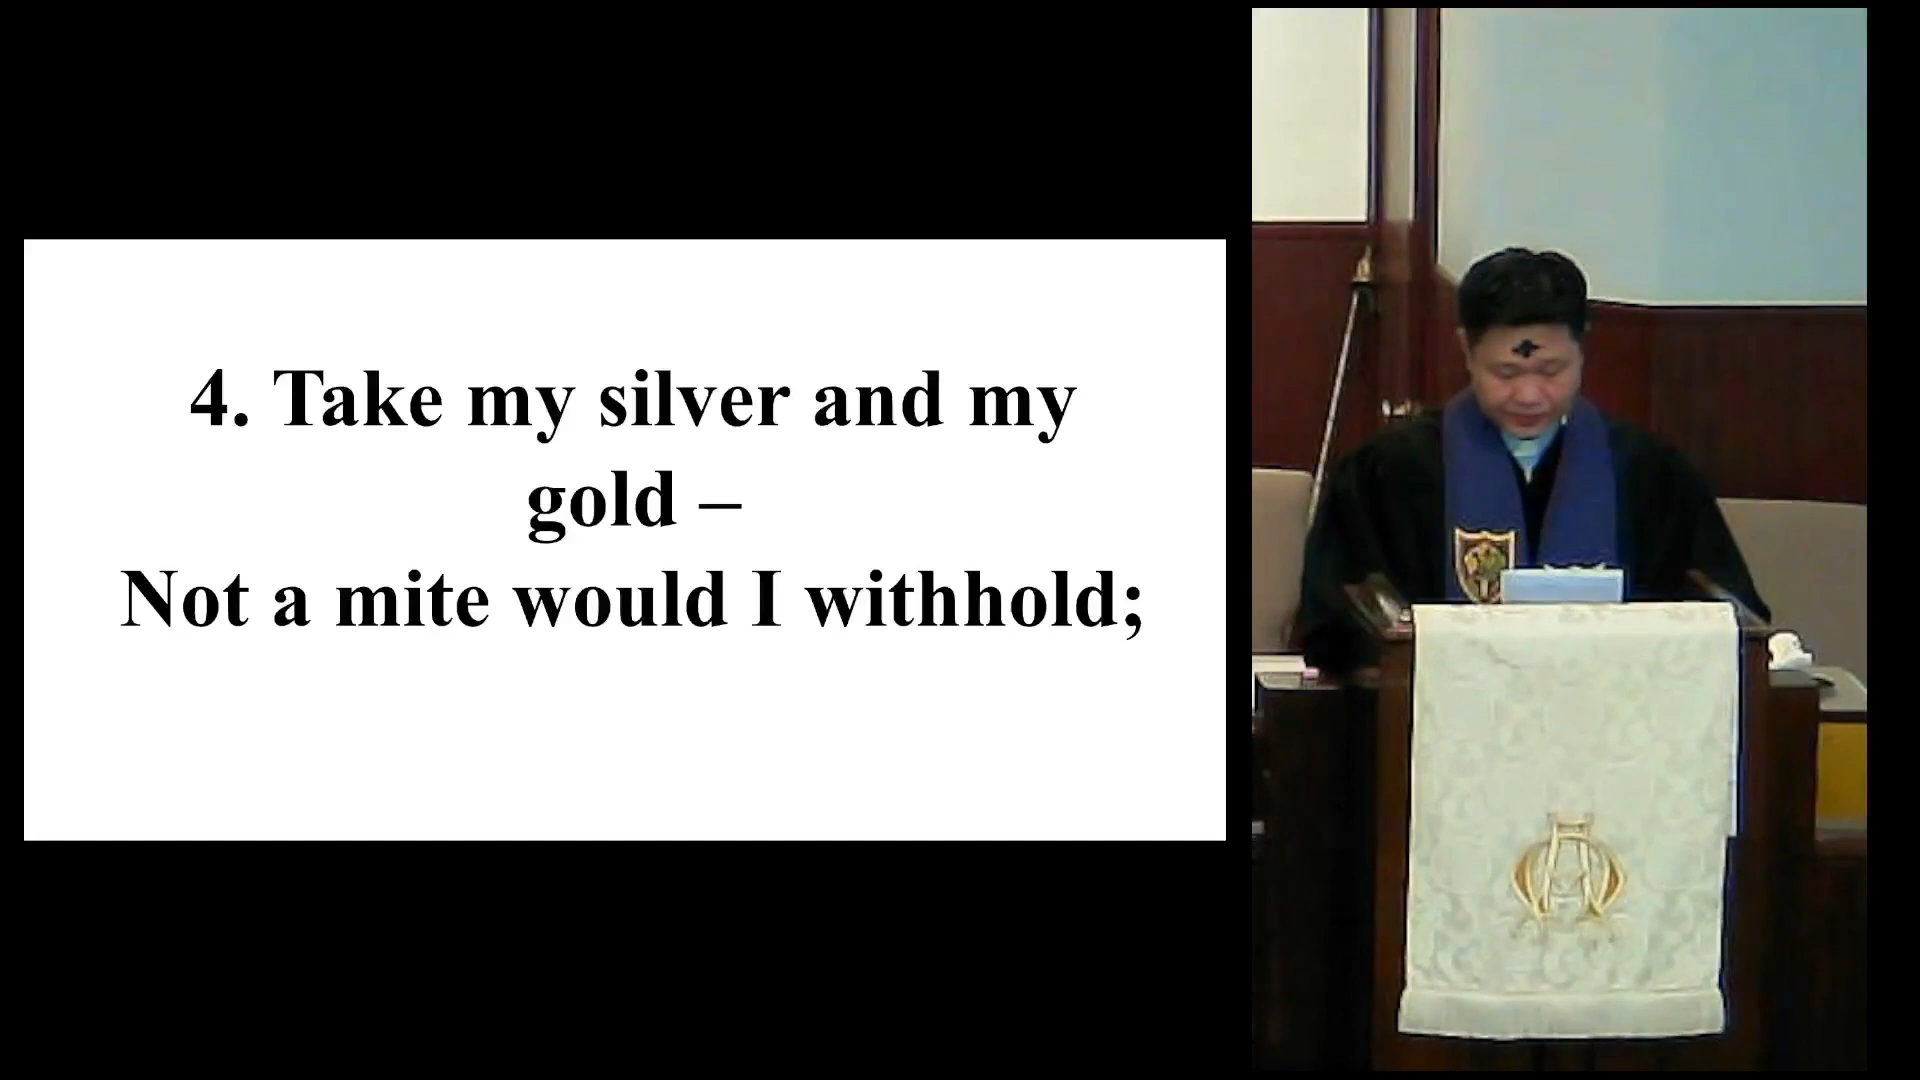 4. Take my silver and my
gold –
Not a mite would I withhold;